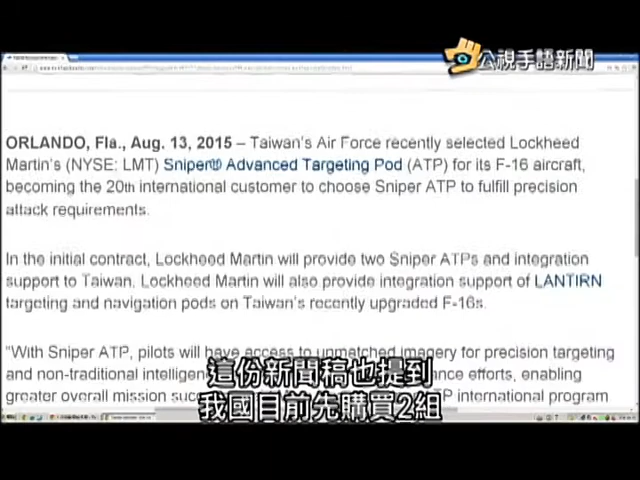 公視手語新聞
ORLANDO, Fla., Aug. 13, 2015 – Taiwan's Air Force recently selected Lockheed
Martin's (NYSE: LMT) Sniper® Advanced Targeting Pod (ATP) for its F-16 aircraft,
becoming the 20th international customer to choose Sniper ATP to fulfill precision
attack requirements.
In the initial contract, Lockheed Martin will provide two Sniper ATPs and integration
support to Taiwan. Lockheed Martin will also provide integration support of LANTIRN
targeting and navigation pods on Taiwan's recently upgraded F-16s.
"With Sniper ATP, pilots will have access to unmatched imagery for precision targeting
and non-traditional intelligen ance efforts, enabling
greater overall mission suc P international program
這份新聞稿也提到
我國目前先購買2組